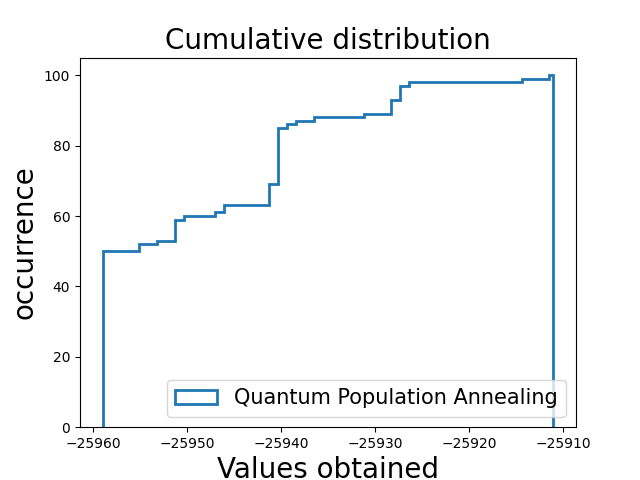 Cumulative distribution
100
80
60
40
20
0
occurrence
Quantum Population Annealing
−25960 −25950 −25940 −25930 −25920 −25910
Values obtained